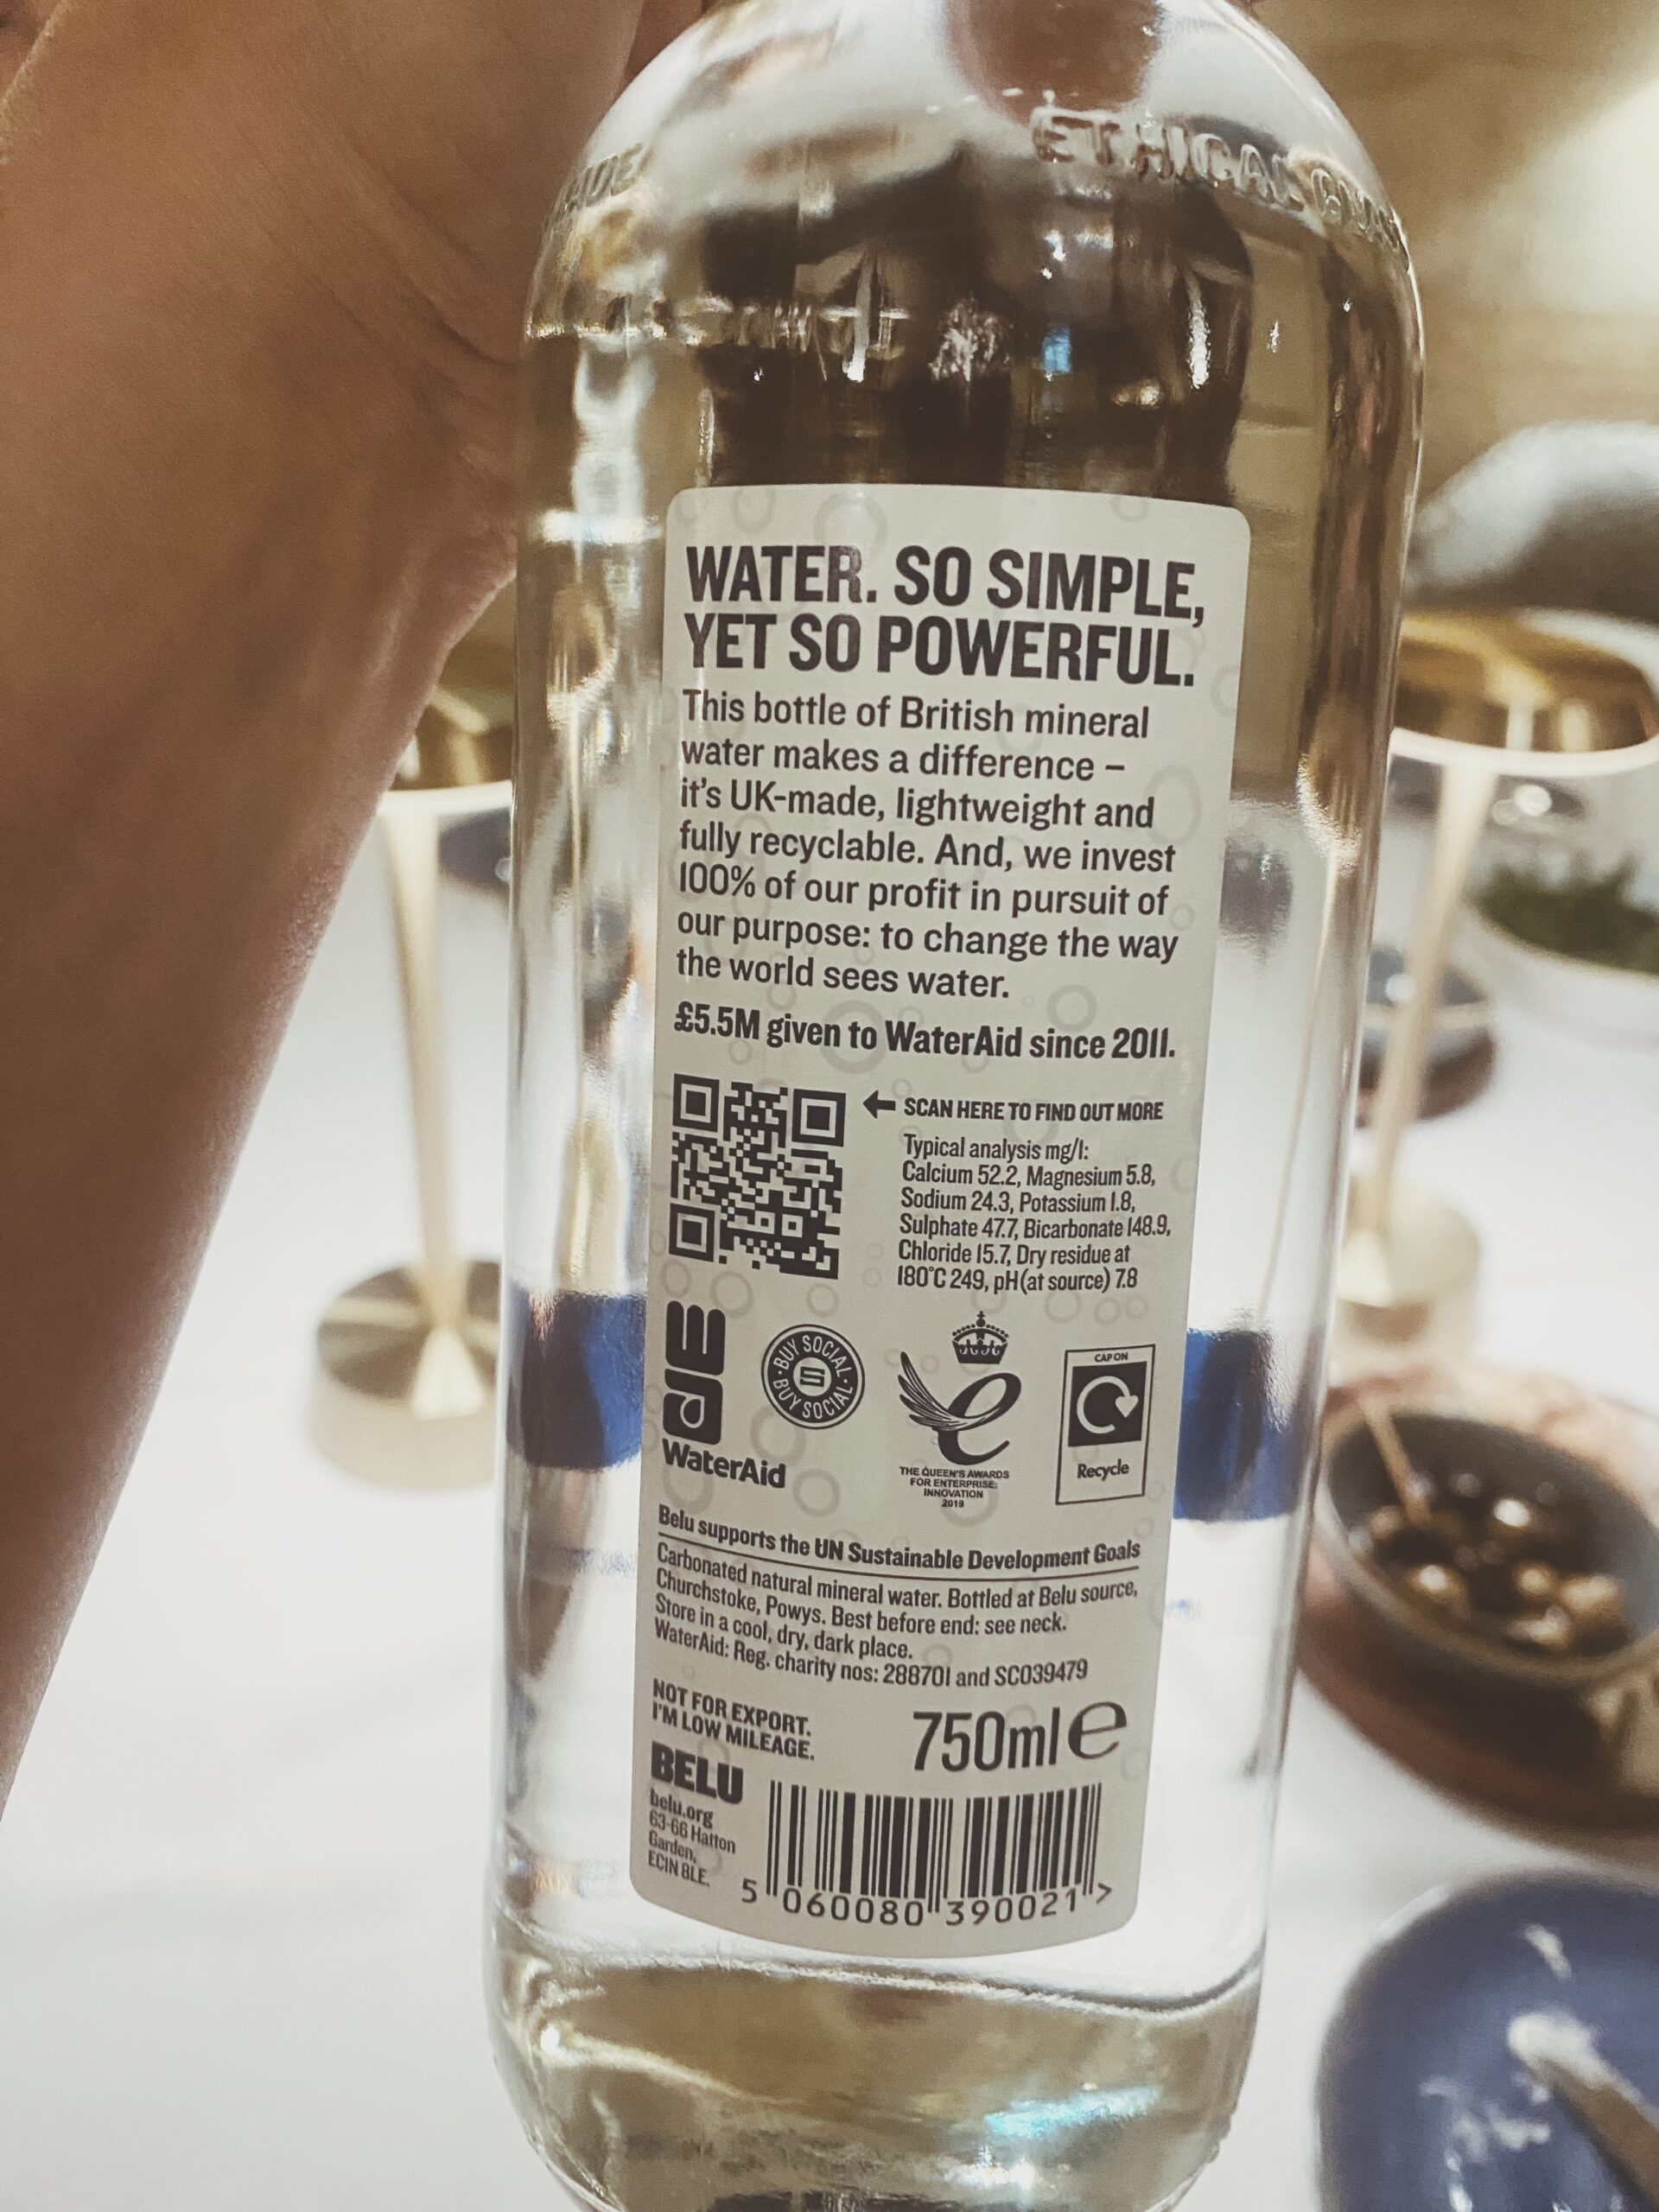 ETHICAL
WATER. SO SIMPLE,
YET SO POWERFUL.
This bottle of British mineral
water makes a difference –
it's UK-made, lightweight and
fully recyclable. And, we invest
100% of our profit in pursuit of
our purpose: to change the way
the world sees water.
£5.5M given to WaterAid since 2011.
SCAN HERE TO FIND OUT MORE
Typical analysis mg/l:
Calcium 52.2, Magnesium 5.8,
Sodium 24.3, Potassium 1.8,
Sulphate 47.7, Bicarbonate 148.9,
Chloride 15.7, Dry residue at
180°C 249, pH (at source) 7.8
WaterAid
BUY SOCIAL
BUY SOCIAL
THE QUEEN'S AWARDS
FOR ENTERPRISE:
INNOVATION
2019
CAP ON
Recycle
Belu supports the UN Sustainable Development Goals
Carbonated natural mineral water. Bottled at Belu source,
Churchstoke, Powys. Best before end: see neck.
Store in a cool, dry, dark place.
WaterAid: Reg. charity nos: 288701 and SC039479
NOT FOR EXPORT.
I'M LOW MILEAGE.
750ml e
BELU
belu.org
63-66 Hatton
Garden,
EC1N 8LE.
5 060080 390021 >